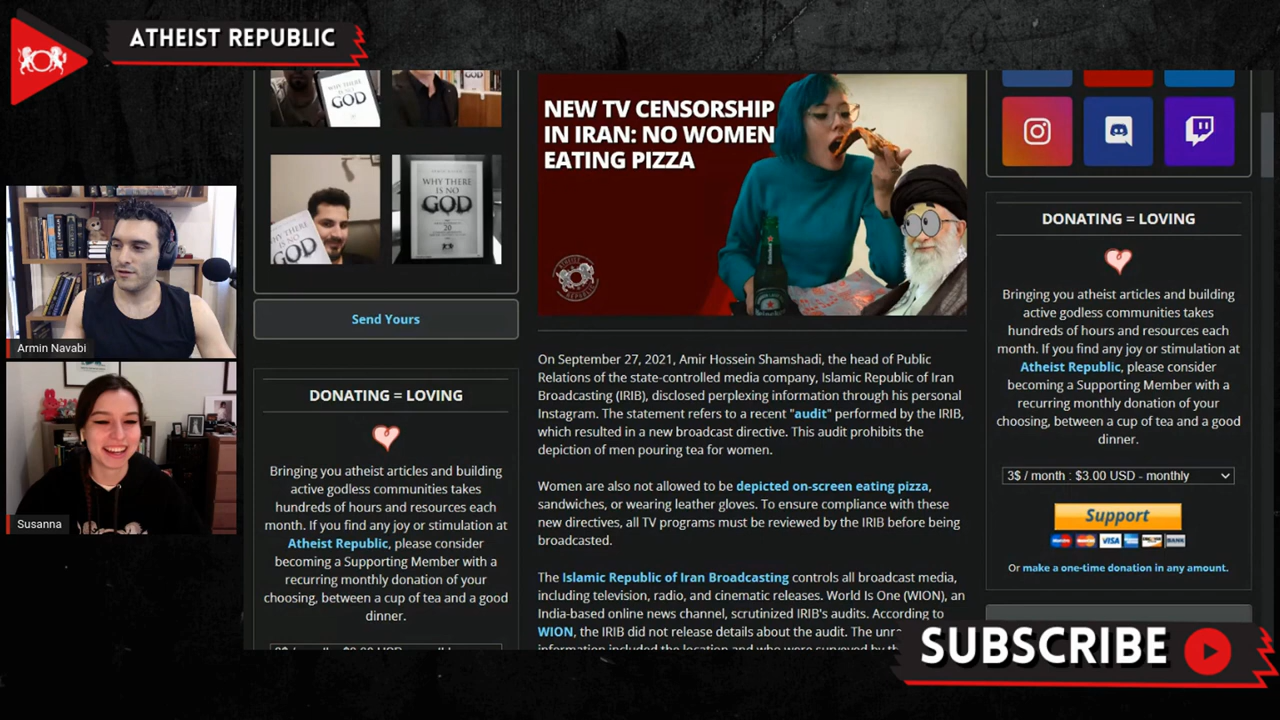 ATHEIST REPUBLIC
WHY THERE
IS NO
GOD
GOD
WHY THERE
IS NO
GOD
WHY THERE
IS NO
GOD
20
Send Yours
DONATING = LOVING
Bringing you atheist articles and building
active godless communities takes
hundreds of hours and resources each
month. If you find any joy or stimulation at
Atheist Republic, please consider
becoming a Supporting Member with a
recurring monthly donation of your
choosing, between a cup of tea and a good
dinner.
Armin Navabi
Susanna
NEW TV CENSORSHIP
IN IRAN: NO WOMEN
EATING PIZZA
On September 27, 2021, Amir Hossein Shamshadi, the head of Public
Relations of the state-controlled media company, Islamic Republic of Iran
Broadcasting (IRIB), disclosed perplexing information through his personal
Instagram. The statement refers to a recent "audit" performed by the IRIB,
which resulted in a new broadcast directive. This audit prohibits the
depiction of men pouring tea for women.
Women are also not allowed to be depicted on-screen eating pizza,
sandwiches, or wearing leather gloves. To ensure compliance with these
new directives, all TV programs must be reviewed by the IRIB before being
broadcasted.
The Islamic Republic of Iran Broadcasting controls all broadcast media,
including television, radio, and cinematic releases. World Is One (WION), an
India-based online news channel, scrutinized IRIB's audits. According to
WION, the IRIB did not release details about the audit. The
DONATING = LOVING
Bringing you atheist articles and building
active godless communities takes
hundreds of hours and resources each
month. If you find any joy or stimulation at
Atheist Republic, please consider
becoming a Supporting Member with a
recurring monthly donation of your
choosing, between a cup of tea and a good
dinner.
3$ / month : $3.00 USD - monthly
Support
VISA
BANK
Or make a one-time donation in any amount.
SUBSCRIBE